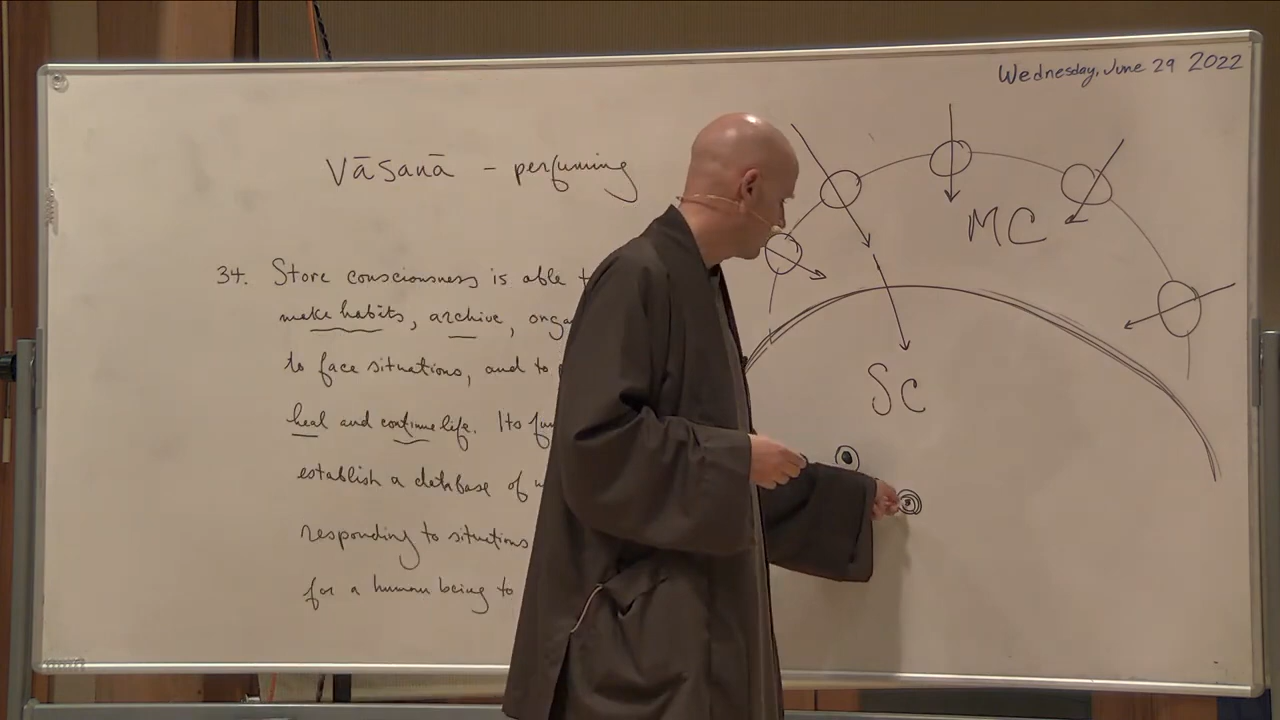 Wednesday, June 29 2022
Vāsanā - perfuming
34. Store consciousness is able
make habits, archive,
to face situations, and to
heal and continue life. Its
establish a database of
responding to situations
for a human being to
MC
SC